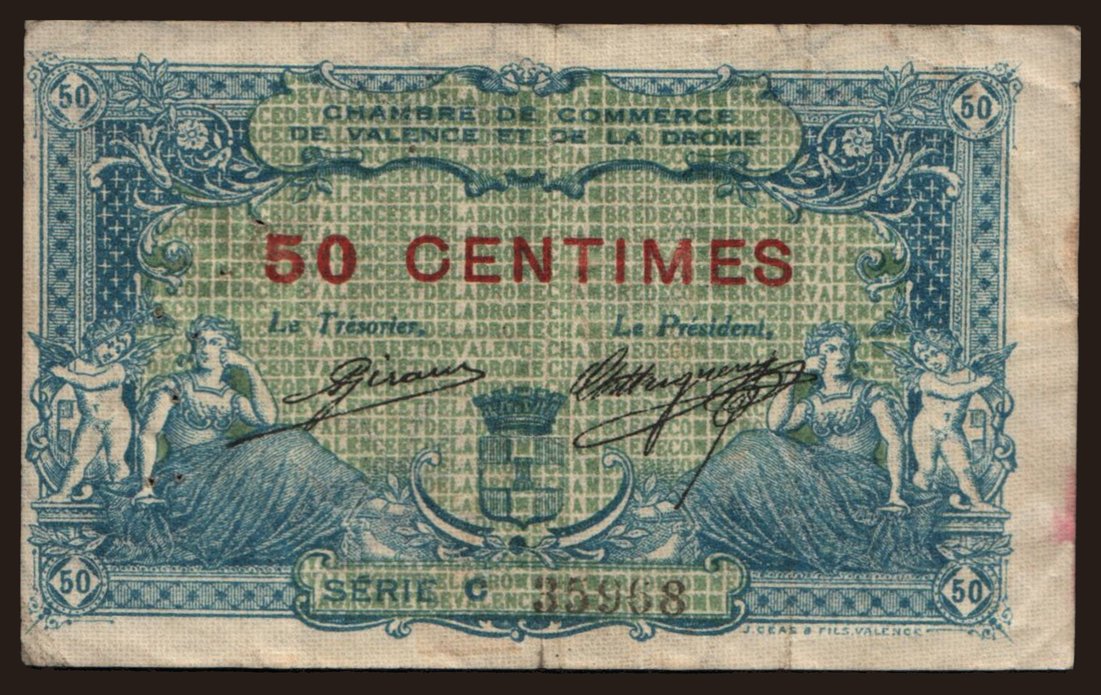 50 50
CHAMBRE DE COMMERCE
DE VALENCE ET DE LA DROME
50 CENTIMES
Le Trésorier, Le Président,
50 SÉRIE C 35968 50
J. CEAS & FILS. VALENCE